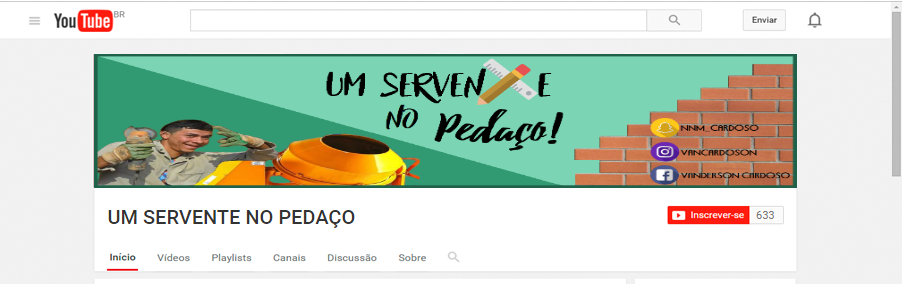 YouTube BR
Enviar
UM SERVENTE
NO Pedaço!
NNM_CARDOSO
VANCARDOSON
VANDERSON CARDOSO
UM SERVENTE NO PEDAÇO
Inscrever-se 633
Início Vídeos Playlists Canais Discussão Sobre